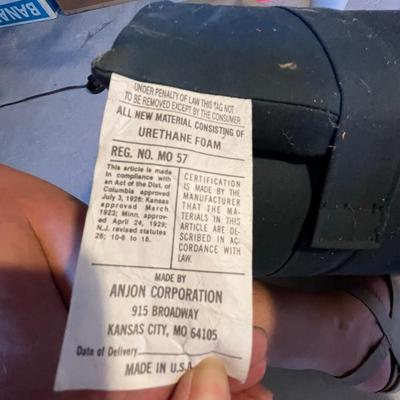 BANA
UNDER PENALTY OF LAW THIS TAG NOT
TO BE REMOVED EXCEPT BY THE CONSUMER
ALL NEW MATERIAL CONSISTING OF
URETHANE FOAM
REG. NO. MO 57
This article is made
in compliance with
an Act of the Dist. of
Columbia approved
July 3, 1926; Kansas
approved March
1923; Minn. approv-
ed April 24, 1929;
N.J. revised statutes
26; 10-6 to 18.
CERTIFICATION
IS MADE BY THE
MANUFACTURER
THAT THE MA-
TERIALS IN THIS
ARTICLE ARE DE-
SCRIBED IN AC-
CORDANCE WITH
LAW.
MADE BY
ANJON CORPORATION
915 BROADWAY
KANSAS CITY, MO 64105
Date of Delivery
MADE IN U.S.A.